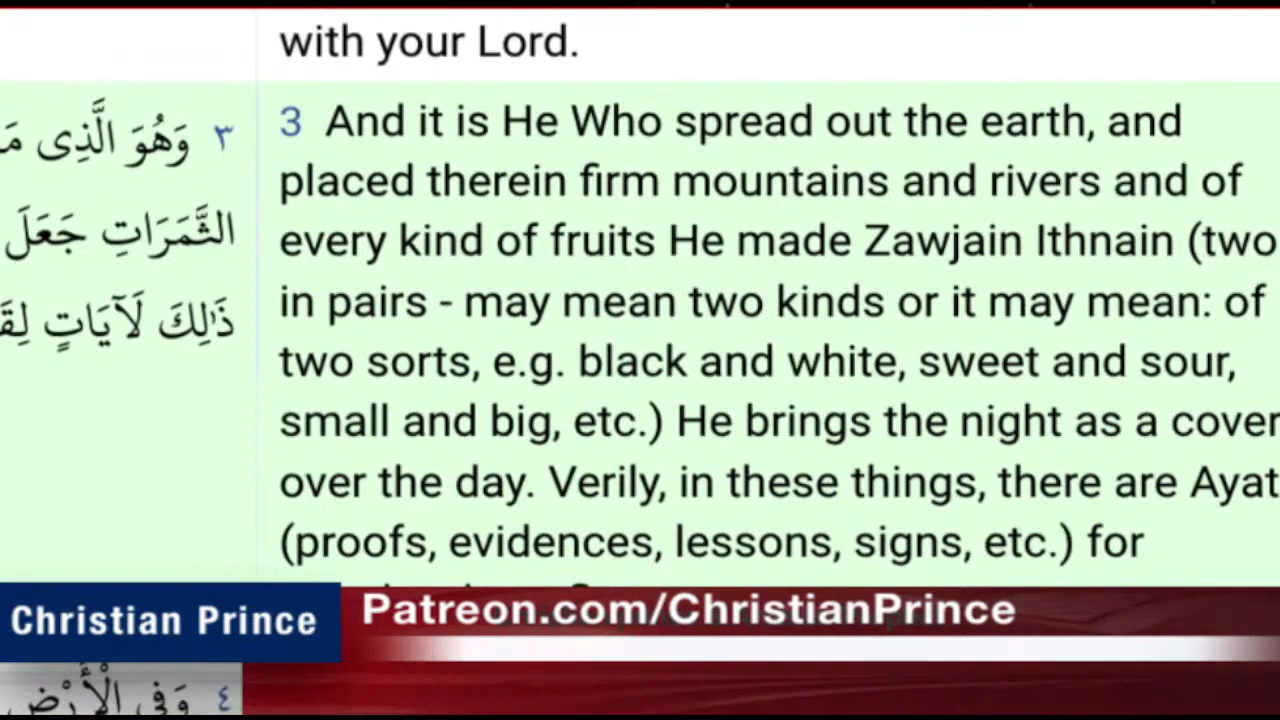 with your Lord.
3 And it is He Who spread out the earth, and
placed therein firm mountains and rivers and of
every kind of fruits He made Zawjain Ithnain (two
in pairs - may mean two kinds or it may mean: of
two sorts, e.g. black and white, sweet and sour,
small and big, etc.) He brings the night as a cover
over the day. Verily, in these things, there are Ayat
(proofs, evidences, lessons, signs, etc.) for
٣ وَهُوَ الَّذِى
الثَّمَرَاتِ جَعَلَ
ذَٰلِكَ لَآيَاتٍ
Christian Prince
Patreon.com/ChristianPrince
٤ وَفِى الْأَرْضِ